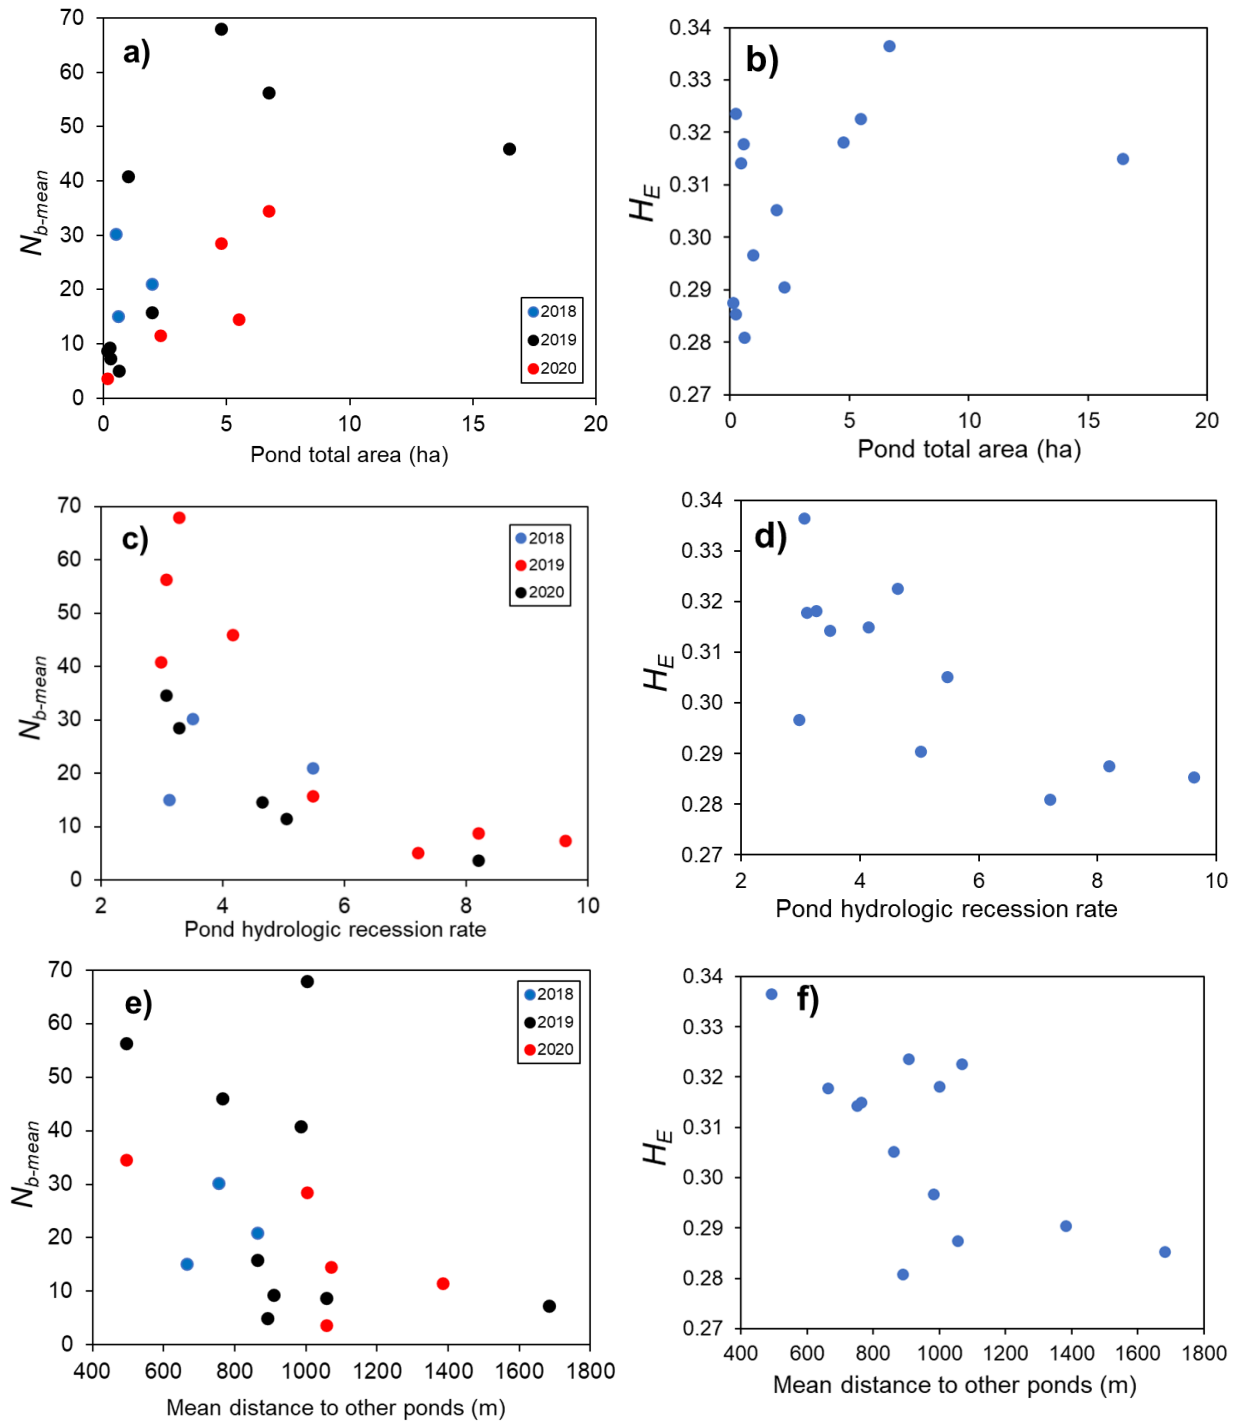 a)
70
60
50
40
30
20
10
0
N_b-mean
0 5 10 15 20
Pond total area (ha)
2018
2019
2020
b)
0.34
0.33
0.32
0.31
0.30
0.29
0.28
0.27
H_E
0 5 10 15 20
Pond total area (ha)
c)
70
60
50
40
30
20
10
0
N_b-mean
2 4 6 8 10
Pond hydrologic recession rate
2018
2019
2020
d)
0.34
0.33
0.32
0.31
0.30
0.29
0.28
0.27
H_E
2 4 6 8 10
Pond hydrologic recession rate
e)
70
60
50
40
30
20
10
0
N_b-mean
400 600 800 1000 1200 1400 1600 1800
Mean distance to other ponds (m)
2018
2019
2020
f)
0.34
0.33
0.32
0.31
0.30
0.29
0.28
0.27
H_E
400 600 800 1000 1200 1400 1600 1800
Mean distance to other ponds (m)